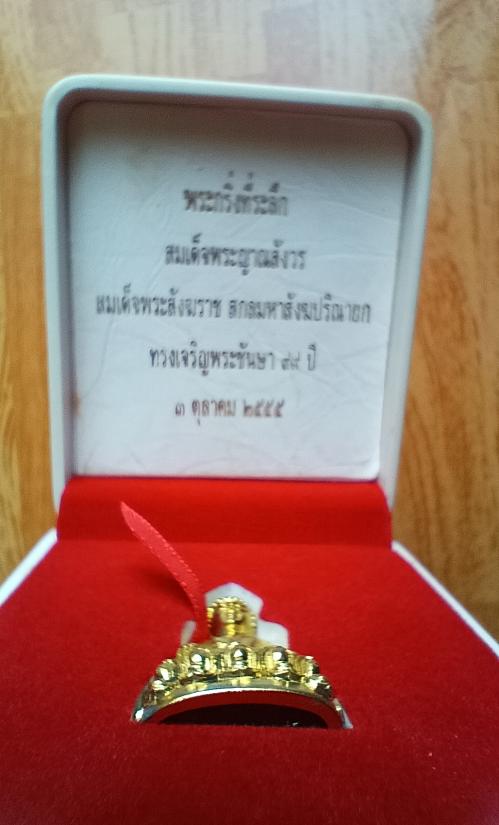 พระกริ่งที่ระลึก
สมเด็จพระญาณสังวร
สมเด็จพระสังฆราช สกลมหาสังฆปริณายก
ทรงเจริญพระชันษา ๙๙ ปี
๓ ตุลาคม ๒๕๕๕